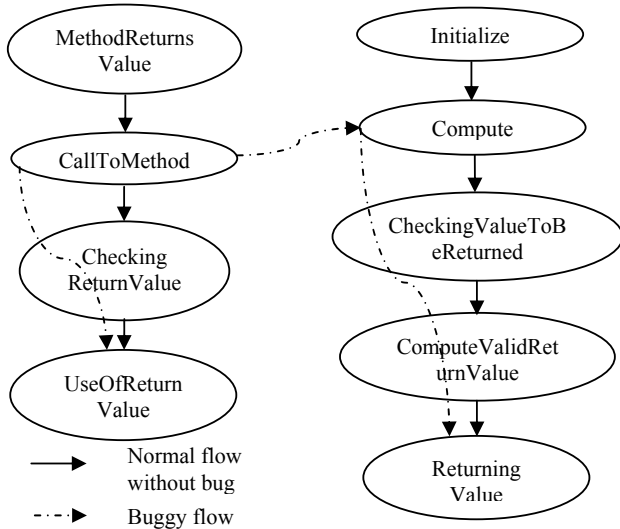 MethodReturns
Value
CallToMethod
Checking
ReturnValue
UseOfReturn
Value
Initialize
Compute
CheckingValueToB
eReturned
ComputeValidRet
urnValue
Returning
Value
Normal flow
without bug
Buggy flow